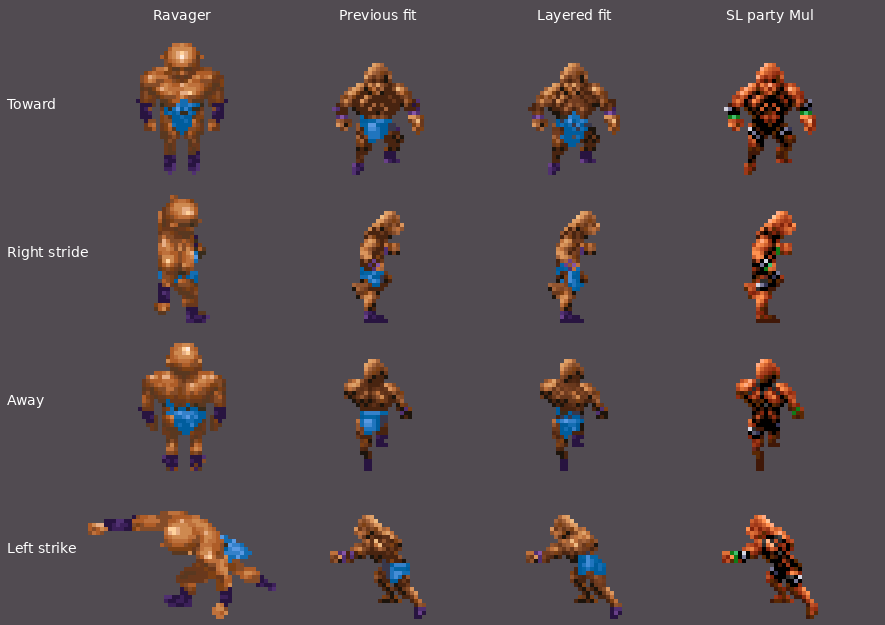 Ravager Previous fit Layered fit SL party Mul
Toward
Right stride
Away
Left strike